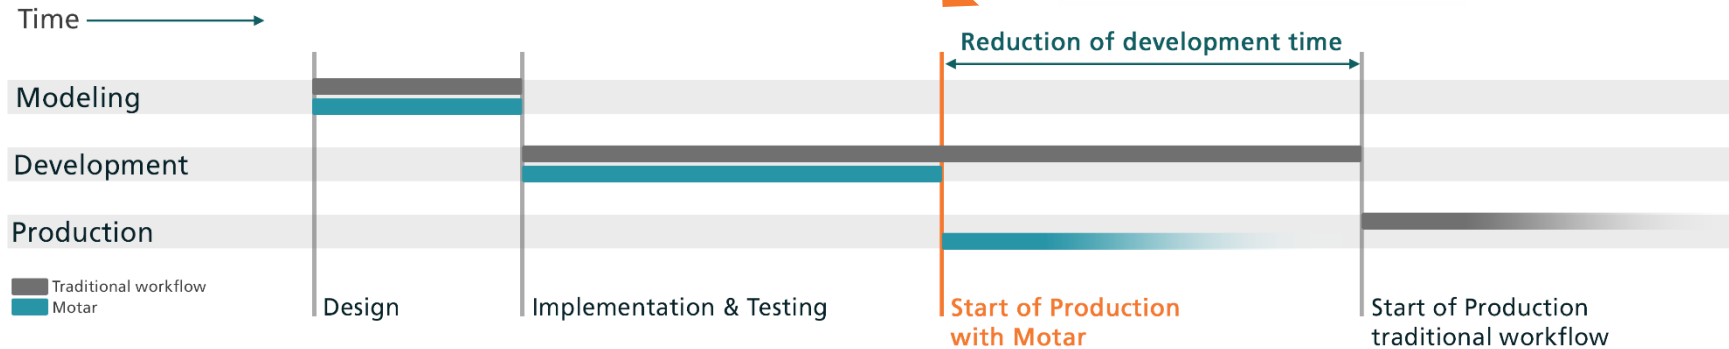 Time
Reduction of development time
Modeling
Development
Production
Traditional workflow
Motar
Design
Implementation & Testing
Start of Production
with Motar
Start of Production
traditional workflow